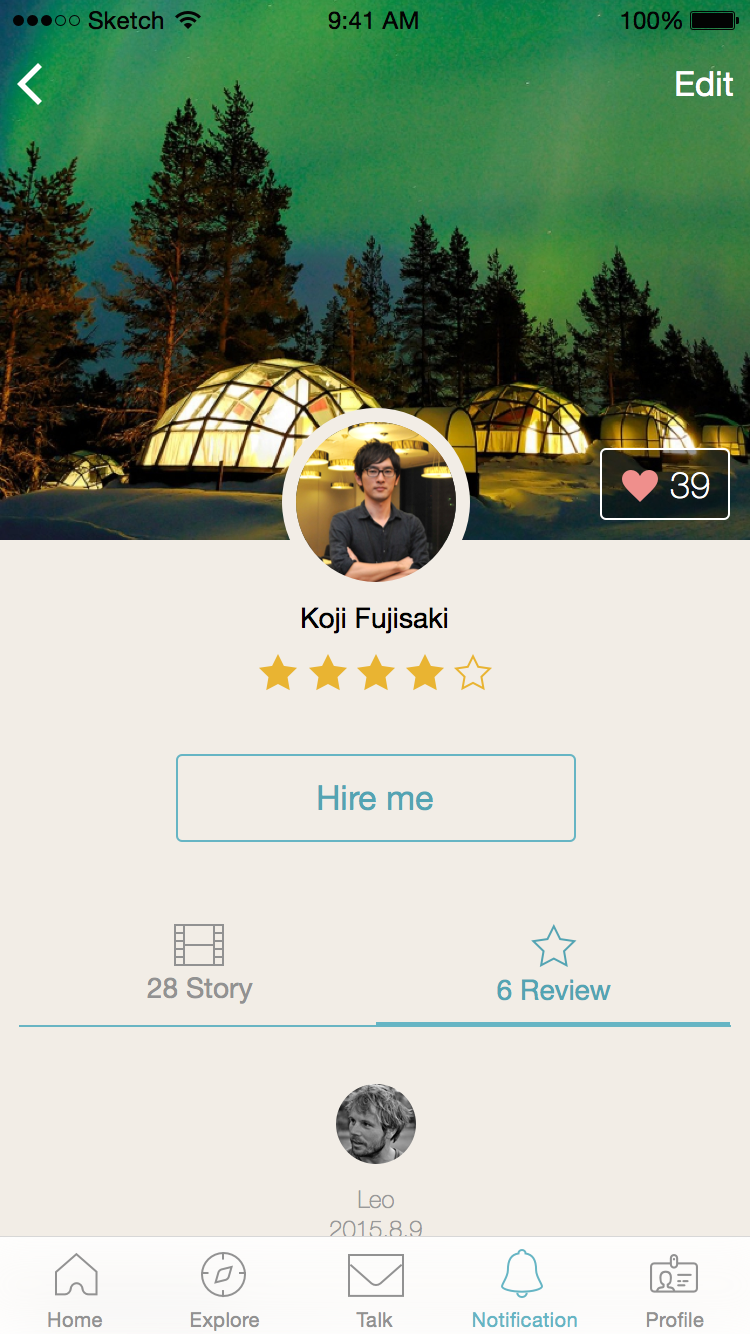 Sketch 9:41 AM 100%
Edit
39
Koji Fujisaki
Hire me
28 Story 6 Review
Leo
2015.8.9
Home Explore Talk Notification Profile